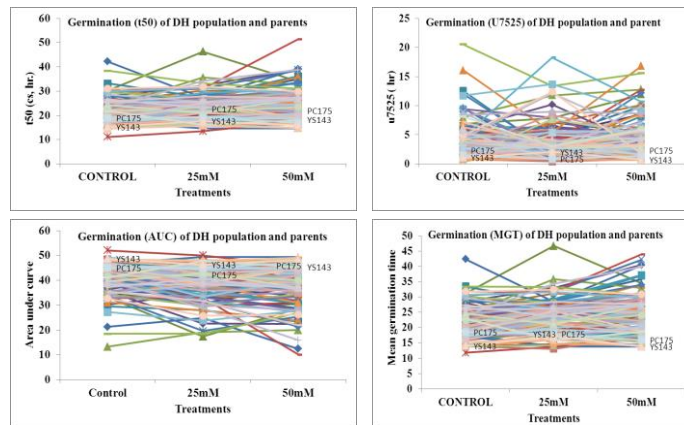 Germination (t50) of DH population and parents
t50 (cs, hr.)
60
50
40
30
20
10
0
PC175
YS143
PC175
YS143
PC175
YS143
CONTROL 25mM 50mM
Treatments
Germination (U7525) of DH population and parent
u7525 ( hr)
25
20
15
10
5
0
PC175
YS143
YS143
PC175
PC175
YS143
CONTROL 25mM 50mM
Treatments
Germination (AUC) of DH population and parents
Area under curve
60
50
40
30
20
10
0
YS143
PC175
YS143
PC175
PC175 YS143
Control 25mM 50mM
Treatments
Germination (MGT) of DH population and parents
Mean germination time
50
45
40
35
30
25
20
15
10
5
0
PC175
YS143
YS143 PC175
PC175
YS143
CONTROL 25mM 50mM
Treatments